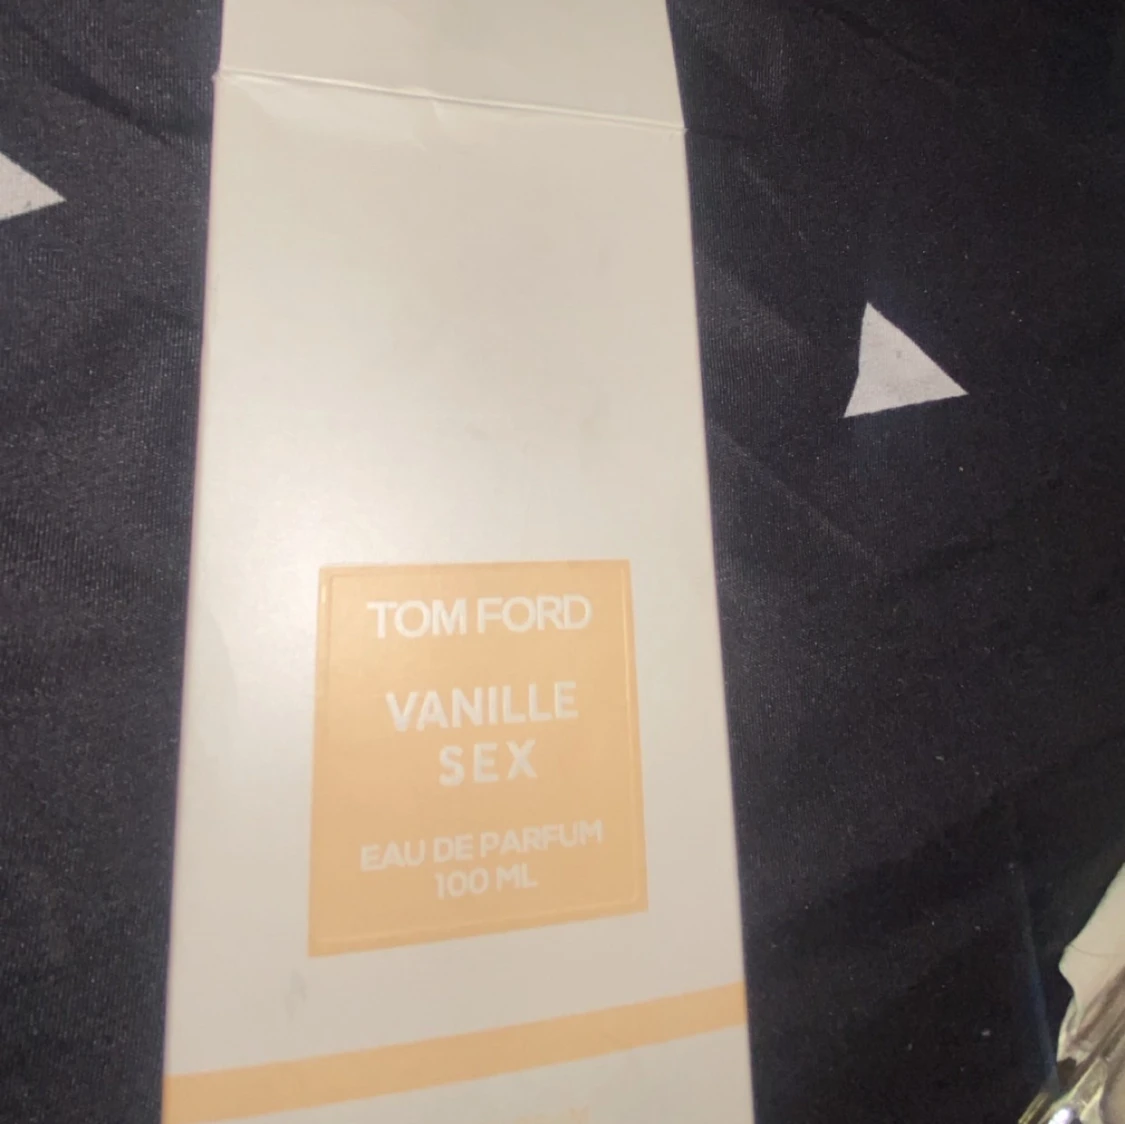 TOM FORD
VANILLE
SEX
EAU DE PARFUM
100 ML